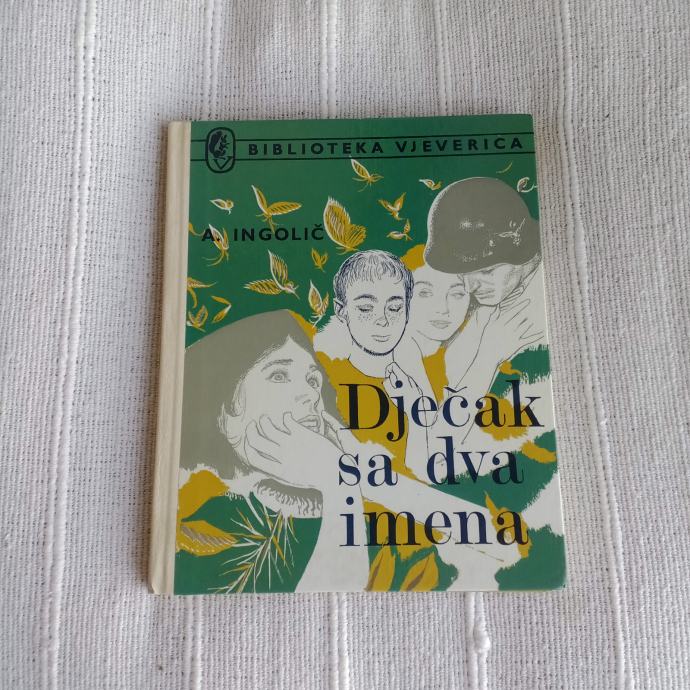 BIBLIOTEKA VJEVERICA
A. INGOLIČ
Dječak
sa dva
imena